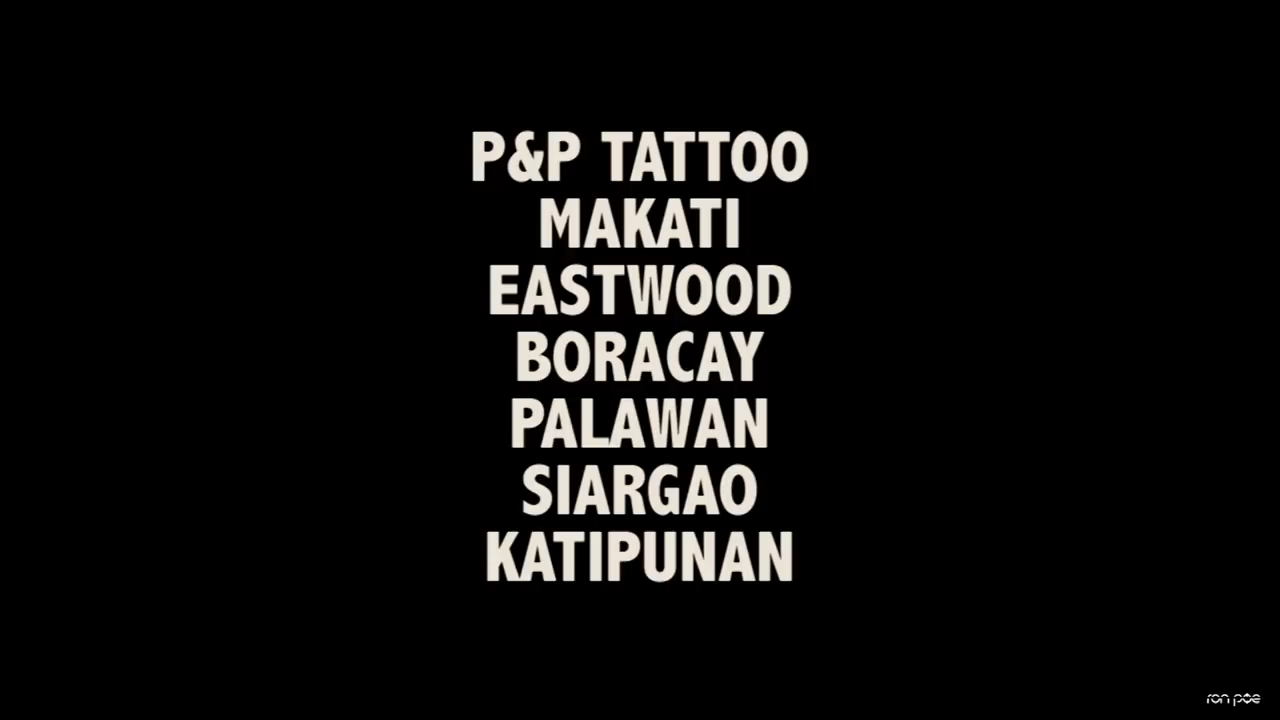 P&P TATTOO
MAKATI
EASTWOOD
BORACAY
PALAWAN
SIARGAO
KATIPUNAN
ron poe